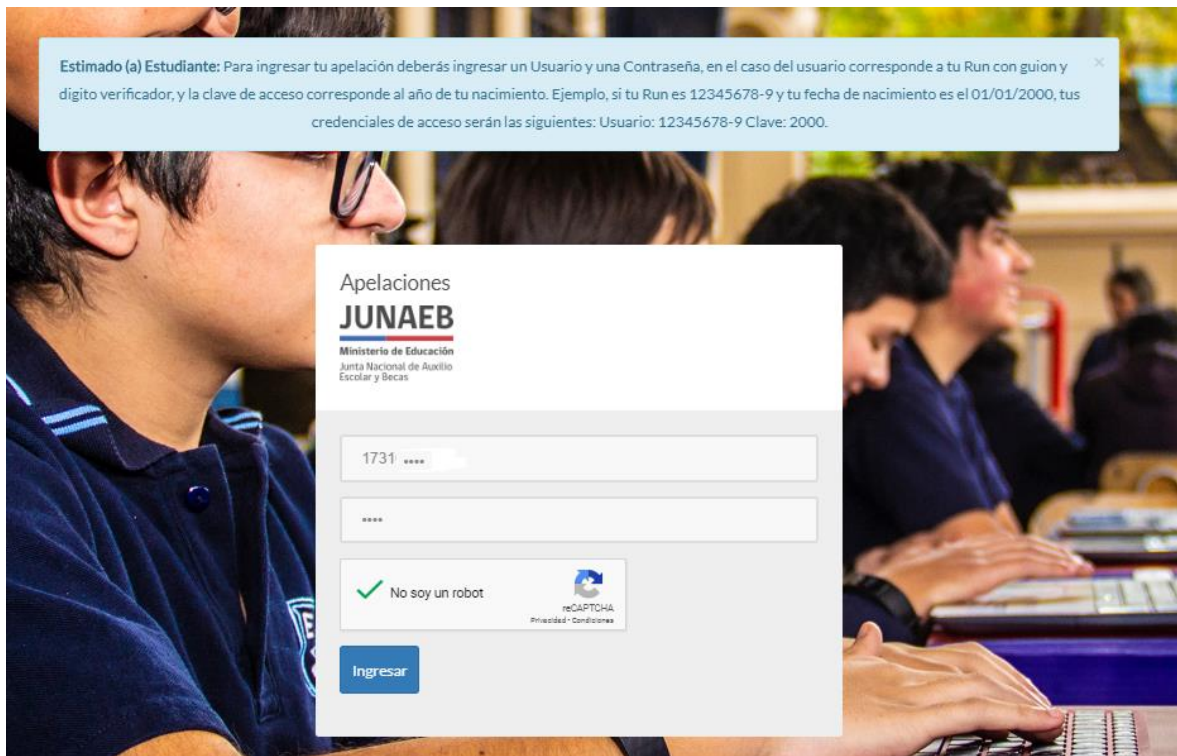 Estimado (a) Estudiante: Para ingresar tu apelación deberás ingresar un Usuario y una Contraseña, en el caso del usuario corresponde a tu Run con guion y
digito verificador, y la clave de acceso corresponde al año de tu nacimiento. Ejemplo, si tu Run es 12345678-9 y tu fecha de nacimiento es el 01/01/2000, tus
credenciales de acceso serán las siguientes: Usuario: 12345678-9 Clave: 2000.
×
Apelaciones
JUNAEB
Ministerio de Educación
Junta Nacional de Auxilio
Escolar y Becas
1731 ••••
••••
No soy un robot
reCAPTCHA
Privacidad - Condiciones
Ingresar